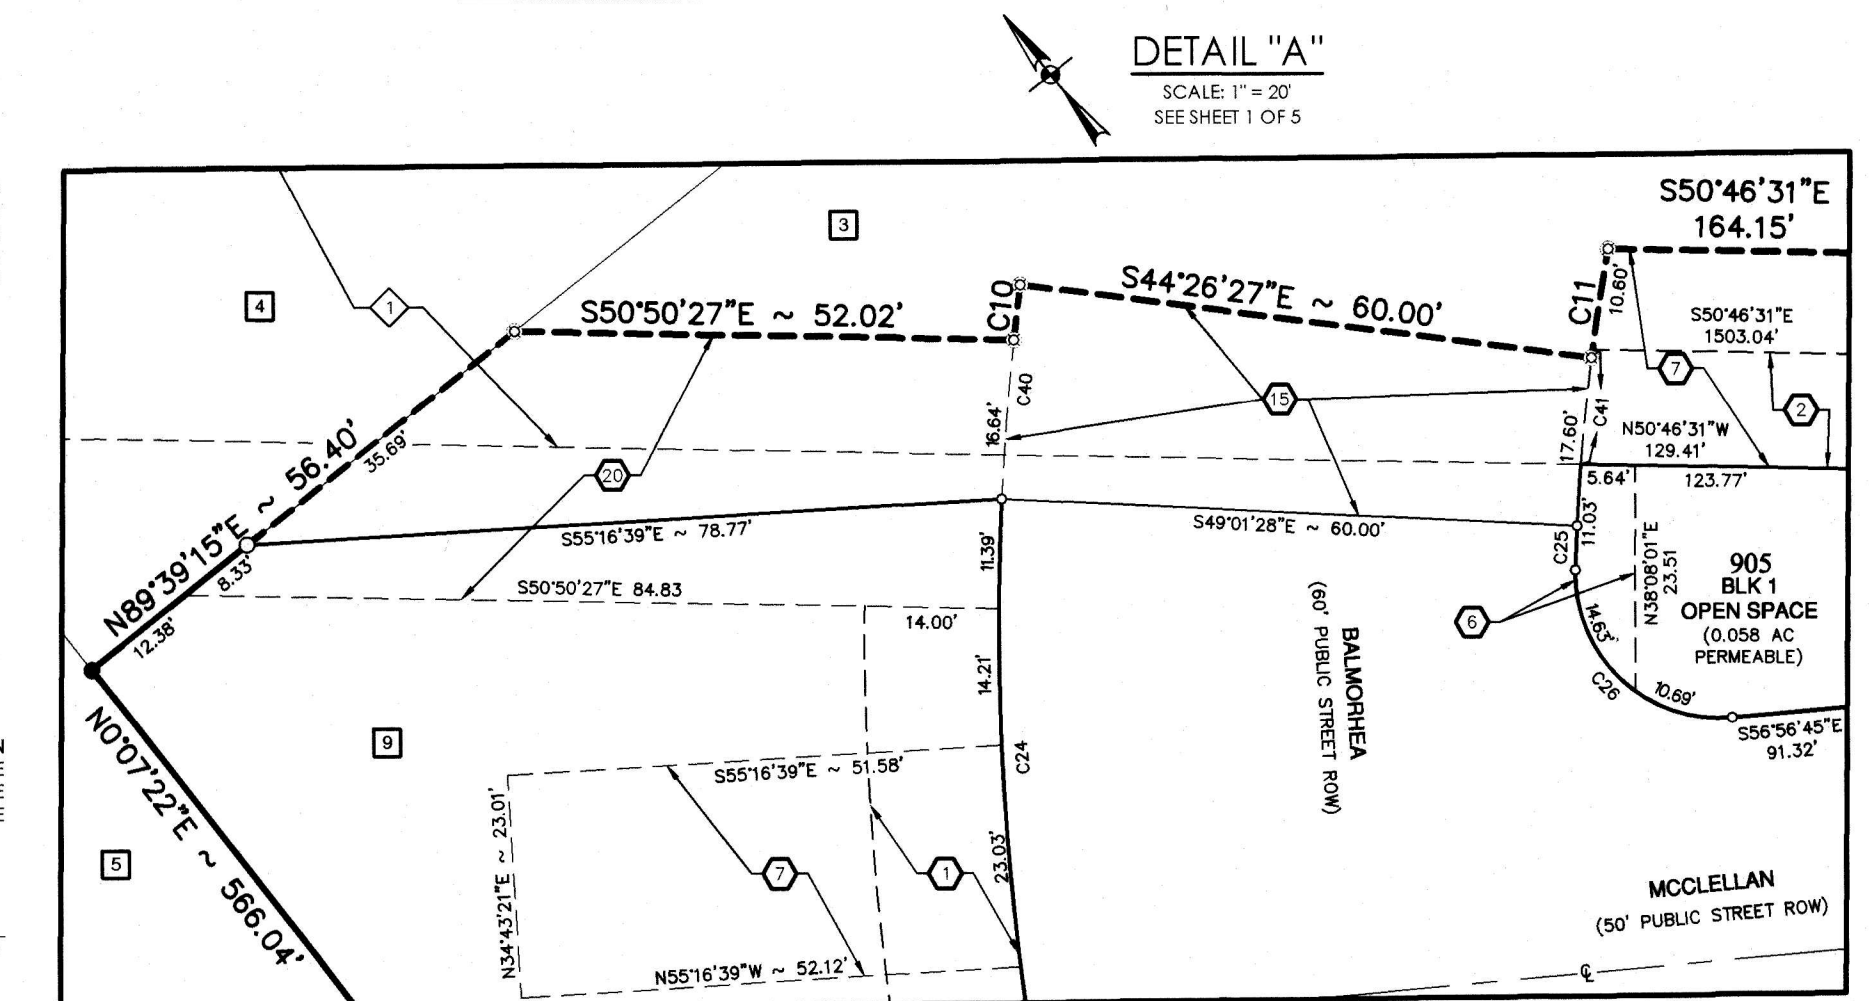 DETAIL "A"
SCALE: 1" = 20'
SEE SHEET 1 OF 5
S50°46'31"E
164.15'
3
4
1
S50°50'27"E ~ 52.02'
C10
S44°26'27"E ~ 60.00'
C11
10.60'
S50°46'31"E
1503.04'
7
2
15
C40
16.64'
C41
17.60'
N50°46'31"W
129.41'
N89°39'15"E ~ 56.40'
35.69'
20
5.64'
123.77'
8.33'
12.38'
S55°16'39"E ~ 78.77'
11.39'
S49°01'28"E ~ 60.00'
C25
11.03'
N38°08'01"E
23.51
905
BLK 1
OPEN SPACE
(0.058 AC
PERMEABLE)
S50°50'27"E 84.83
14.00'
6
14.63'
C26
10.69'
S56°56'45"E
91.32'
BALMORHEA
(60' PUBLIC STREET ROW)
14.21'
C24
N0°07'22"E ~ 566.04'
9
5
S55°16'39"E ~ 51.58'
N34°43'21"E ~ 23.01'
7
1
23.03'
N55°16'39"W ~ 52.12'
MCCLELLAN
(50' PUBLIC STREET ROW)
℄